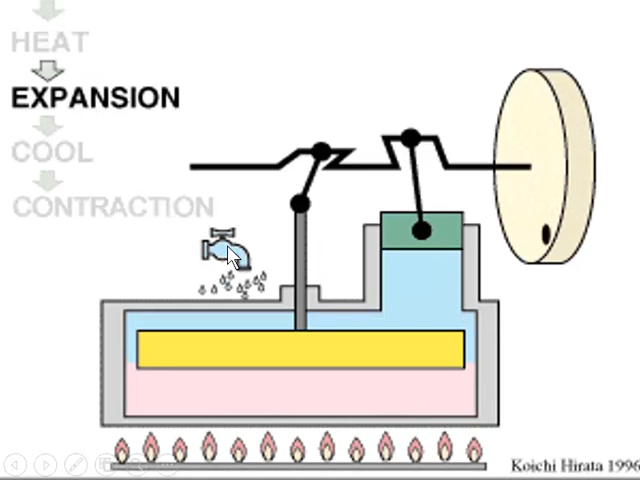 HEAT
EXPANSION
COOL
CONTRACTION
Koichi Hirata 1996